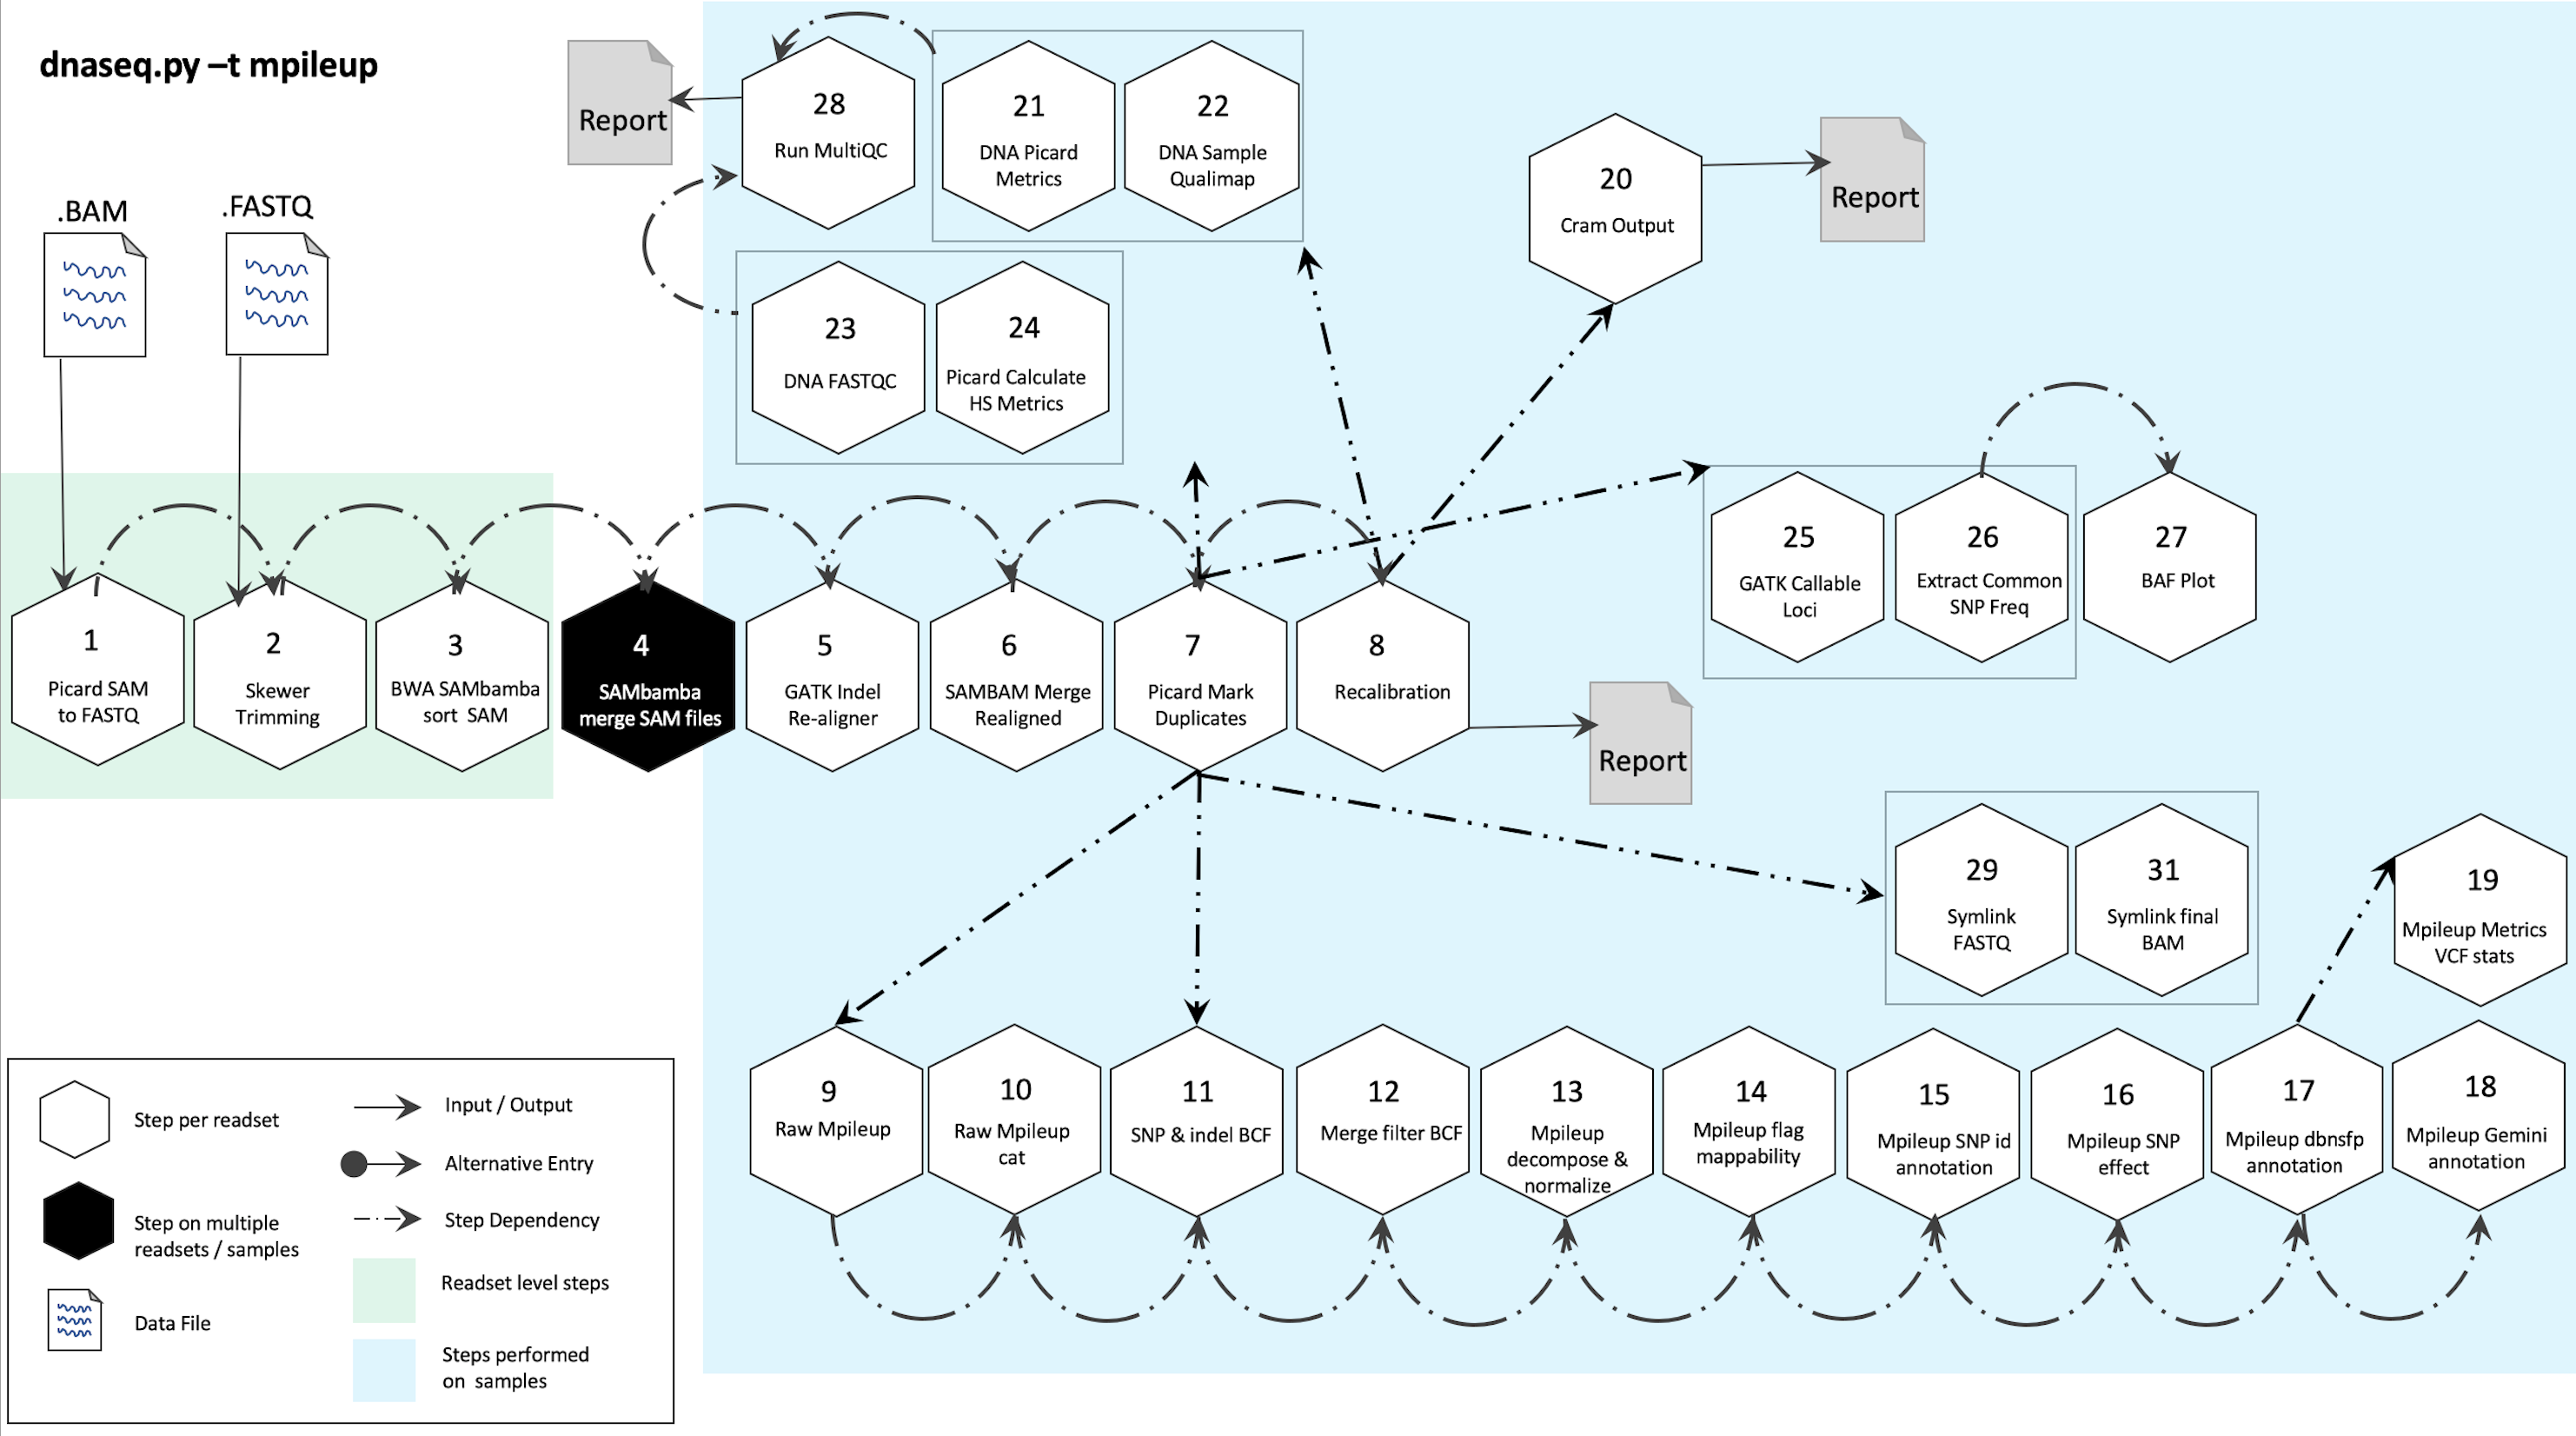 dnaseq.py –t mpileup
.BAM
.FASTQ
Report
28
Run MultiQC
21
DNA Picard
Metrics
22
DNA Sample
Qualimap
20
Cram Output
Report
23
DNA FASTQC
24
Picard Calculate
HS Metrics
25
GATK Callable
Loci
26
Extract Common
SNP Freq
27
BAF Plot
1
Picard SAM
to FASTQ
2
Skewer
Trimming
3
BWA SAMbamba
sort SAM
4
SAMbamba
merge SAM files
5
GATK Indel
Re-aligner
6
SAMBAM Merge
Realigned
7
Picard Mark
Duplicates
8
Recalibration
Report
29
Symlink
FASTQ
31
Symlink final
BAM
19
Mpileup Metrics
VCF stats
9
Raw Mpileup
10
Raw Mpileup
cat
11
SNP & indel BCF
12
Merge filter BCF
13
Mpileup
decompose &
normalize
14
Mpileup flag
mappability
15
Mpileup SNP id
annotation
16
Mpileup SNP
effect
17
Mpileup dbnsfp
annotation
18
Mpileup Gemini
annotation
Step per readset
Step on multiple
readsets / samples
Data File
Input / Output
Alternative Entry
Step Dependency
Readset level steps
Steps performed
on samples